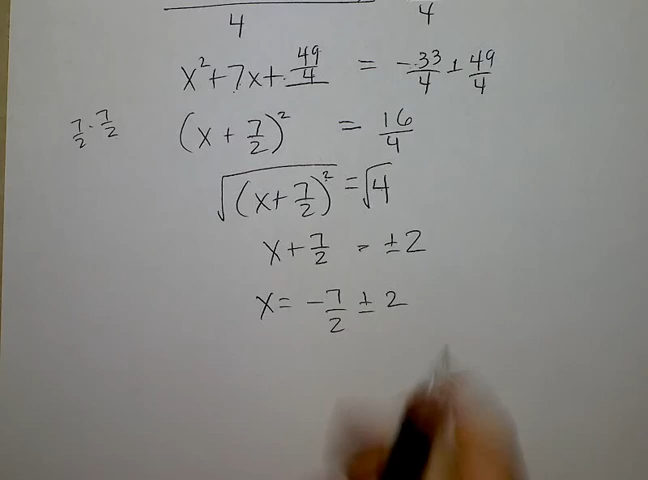 4 4
x² + 7x + 49/4 = -33/4 ± 49/4
7/2 · 7/2 (x + 7/2)² = 16/4
√(x + 7/2)² = √4
x + 7/2 = ±2
x = -7/2 ± 2